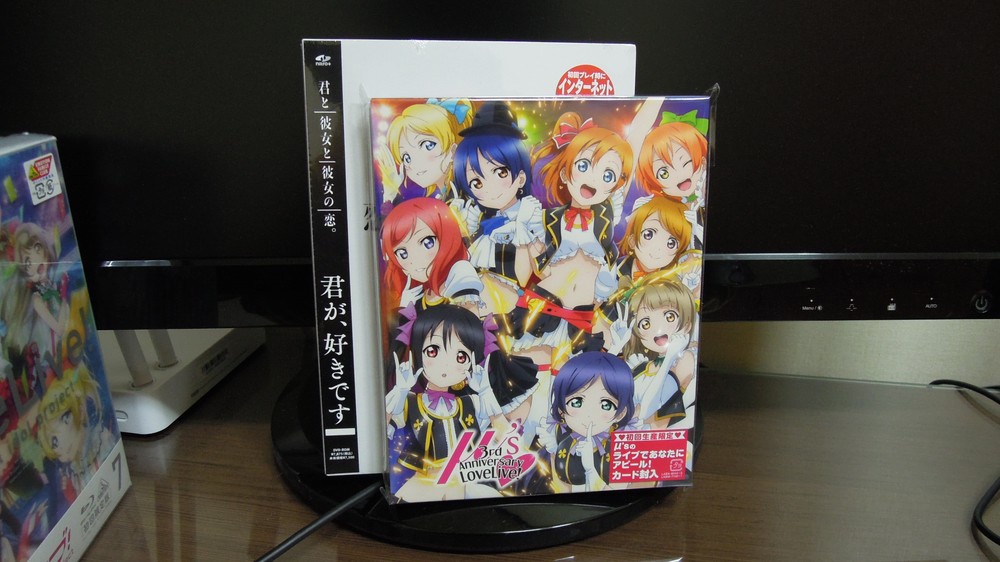 君と彼女と彼女の恋。
君が、好きです
初回プレイ時に
インターネット
μ's
3rd
Anniversary
LoveLive!
♥初回生産限定♥
μ'sの
ライブであなたに
アピール!
カード封入
Project
7
Menu
AUTO